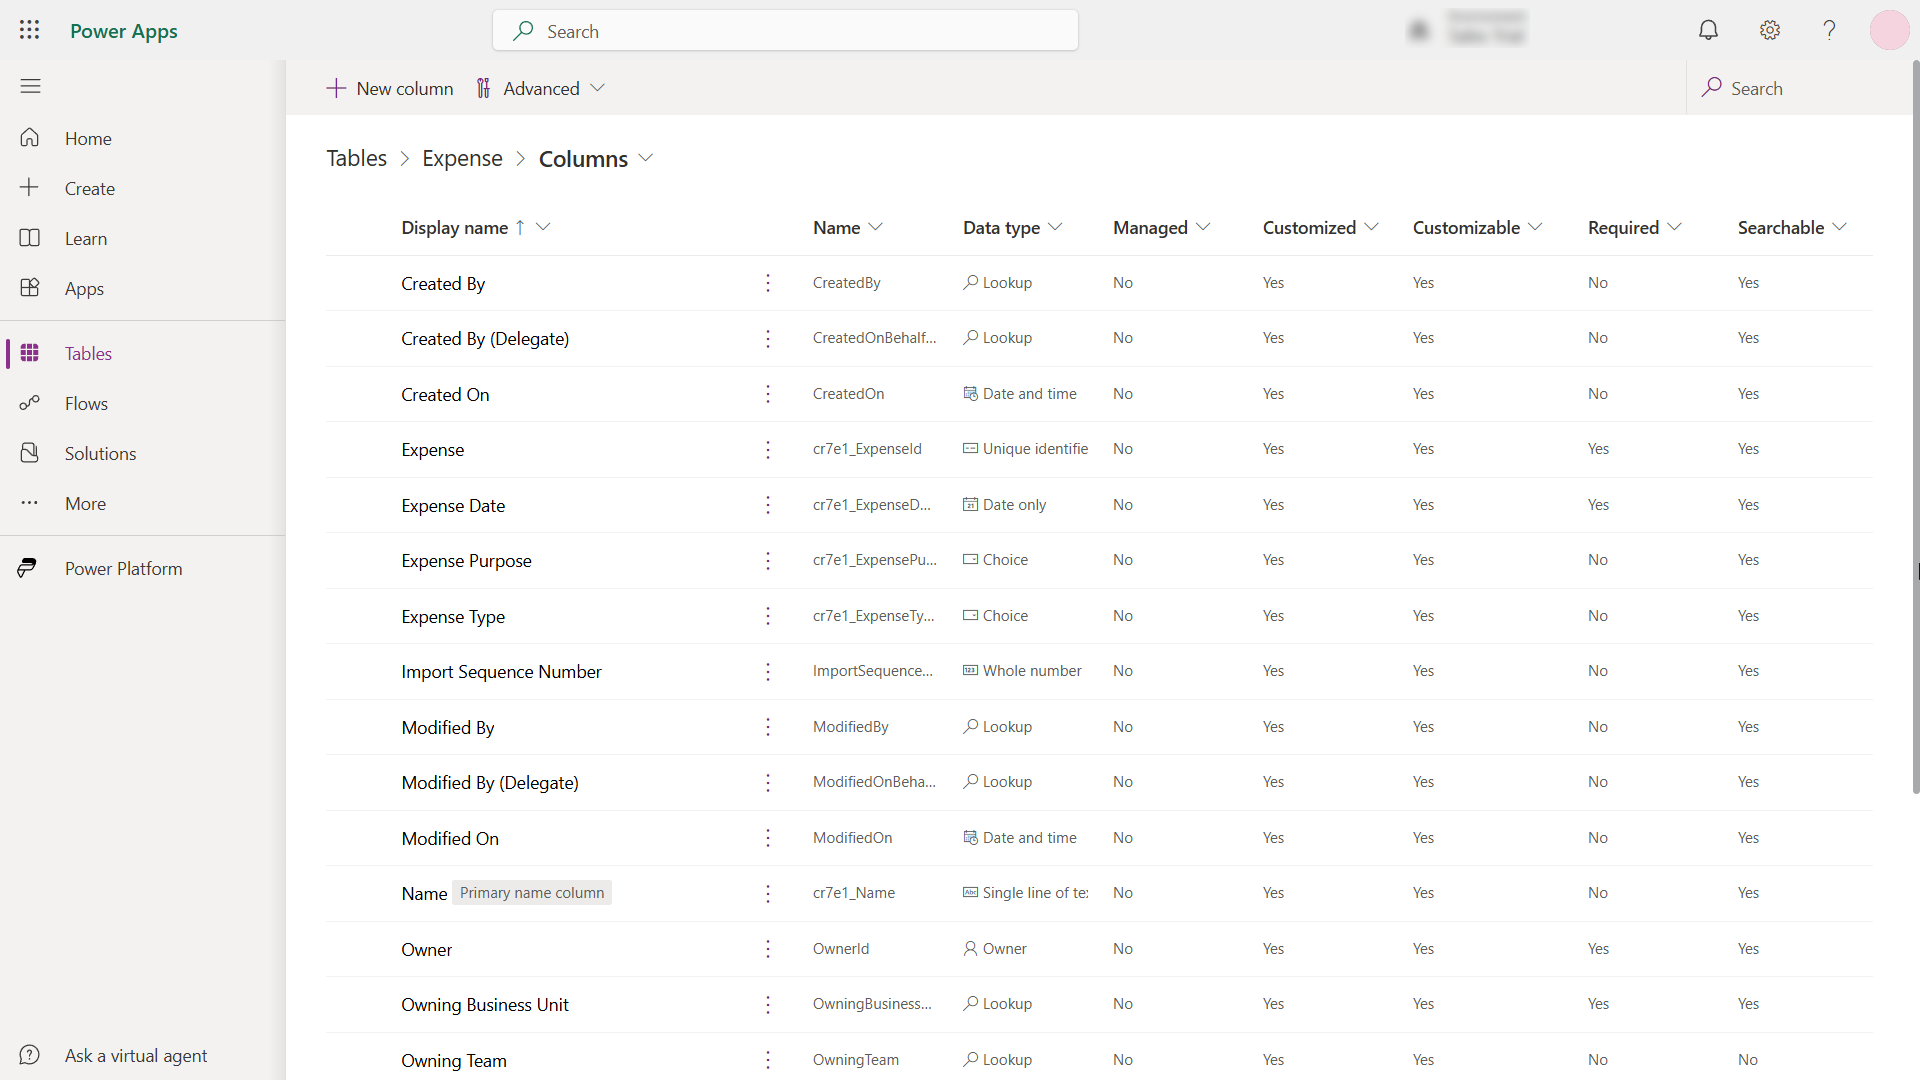 Power Apps
Search
New column
Advanced
Search
Home
Create
Learn
Apps
Tables
Flows
Solutions
More
Power Platform
Ask a virtual agent
Tables > Expense > Columns
Display name ↑ Name Data type Managed Customized Customizable Required Searchable
Created By CreatedBy Lookup No Yes Yes No Yes
Created By (Delegate) CreatedOnBehalf... Lookup No Yes Yes No Yes
Created On CreatedOn Date and time No Yes Yes No Yes
Expense cr7e1_ExpenseId Unique identifie No Yes Yes Yes Yes
Expense Date cr7e1_ExpenseD... Date only No Yes Yes Yes Yes
Expense Purpose cr7e1_ExpensePu... Choice No Yes Yes No Yes
Expense Type cr7e1_ExpenseTy... Choice No Yes Yes No Yes
Import Sequence Number ImportSequence... Whole number No Yes Yes No Yes
Modified By ModifiedBy Lookup No Yes Yes No Yes
Modified By (Delegate) ModifiedOnBeha... Lookup No Yes Yes No Yes
Modified On ModifiedOn Date and time No Yes Yes No Yes
Name Primary name column cr7e1_Name Single line of te No Yes Yes No Yes
Owner OwnerId Owner No Yes Yes Yes Yes
Owning Business Unit OwningBusiness... Lookup No Yes Yes Yes Yes
Owning Team OwningTeam Lookup No Yes Yes No No